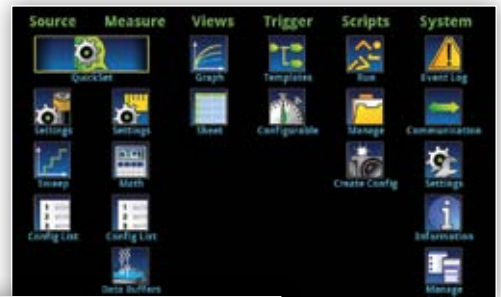 Source Measure Views Trigger Scripts System
QuickSet Graph Templates Run Event Log
Settings Settings Sheet Configurable Manage Communication
Sweep Math Create Config Settings
Config List Config List Information
Data Buffers Manage